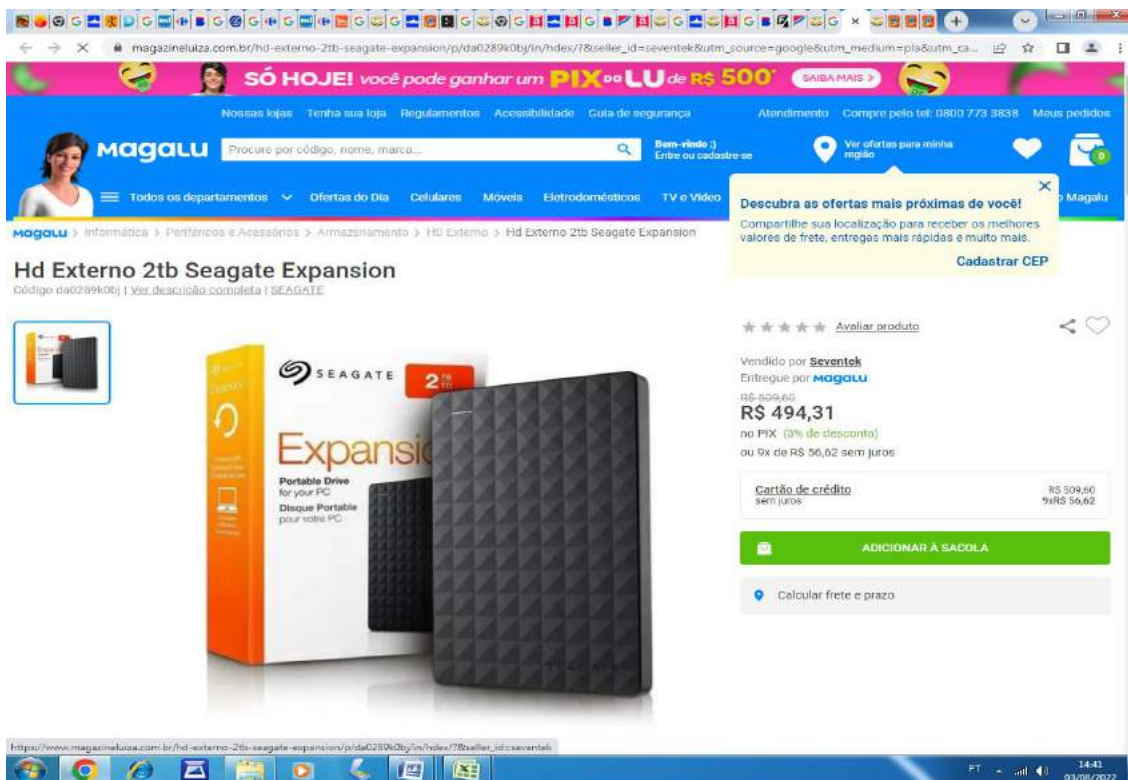 magazineluiza.com.br/hd-externo-2tb-seagate-expansion/p/da0289k0bj/in/hdex/?&seller_id=seventek&utm_source=google&utm_medium=pla&utm_ca...
SÓ HOJE! você pode ganhar um PIX DO LU de R$ 500*
SAIBA MAIS >
Nossas lojas Tenha sua loja Regulamentos Acessibilidade Guia de segurança Atendimento Compre pelo tel: 0800 773 3838 Meus pedidos
Magalu
Procure por código, nome, marca...
Bem-vindo :)
Entre ou cadastre-se
Ver ofertas para minha
região
0
Todos os departamentos Ofertas do Dia Celulares Móveis Eletrodomésticos TV e Vídeo
Magalu
Descubra as ofertas mais próximas de você!
Compartilhe sua localização para receber os melhores
valores de frete, entregas mais rápidas e muito mais.
Cadastrar CEP
Magalu > Informática > Periféricos e Acessórios > Armazenamento > HD Externo > Hd Externo 2tb Seagate Expansion
Hd Externo 2tb Seagate Expansion
Código da0289k0bj | Ver descrição completa | SEAGATE
Avaliar produto
SEAGATE
2 TB
TO
Expansion
Portable Drive
for your PC
Disque Portable
pour votre PC
SEAGATE
Vendido por Seventek
Entregue por Magalu
R$ 809,60
R$ 494,31
no PIX (3% de desconto)
ou 9x de R$ 56,62 sem juros
Cartão de crédito
sem juros
R$ 509,60
9xR$ 56,62
ADICIONAR À SACOLA
Calcular frete e prazo
https://www.magazineluiza.com.br/hd-externo-2tb-seagate-expansion/p/da0289k0bj/in/hdex/?&seller_id=seventek
PT
14:41
03/08/2022